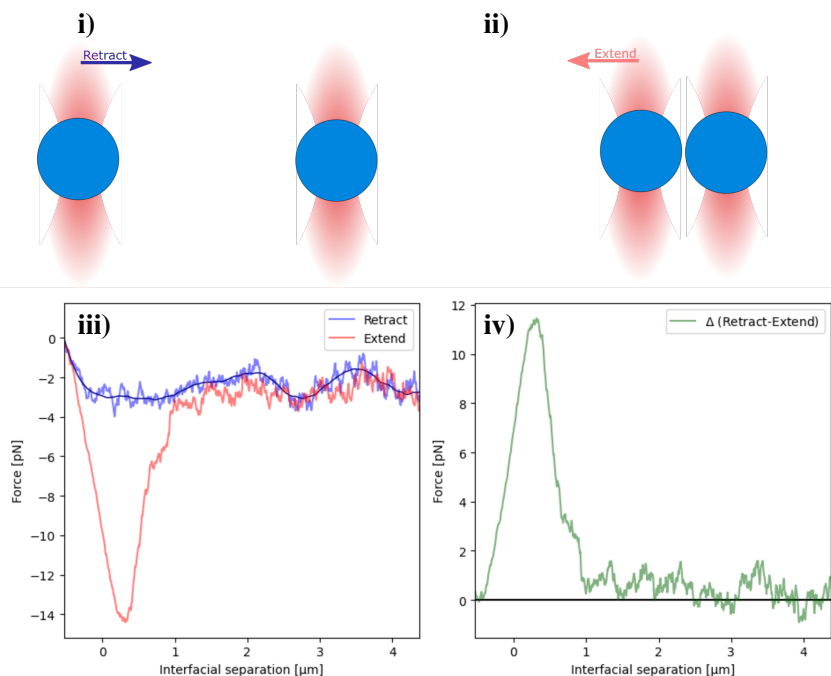 i)
ii)
Retract
Extend
iii)
Retract
Extend
0
−2
−4
−6
−8
−10
−12
−14
Force [pN]
0
1
2
3
4
Interfacial separation [μm]
iv)
Δ (Retract-Extend)
12
10
8
6
4
2
0
Force [pN]
0
1
2
3
4
Interfacial separation [μm]